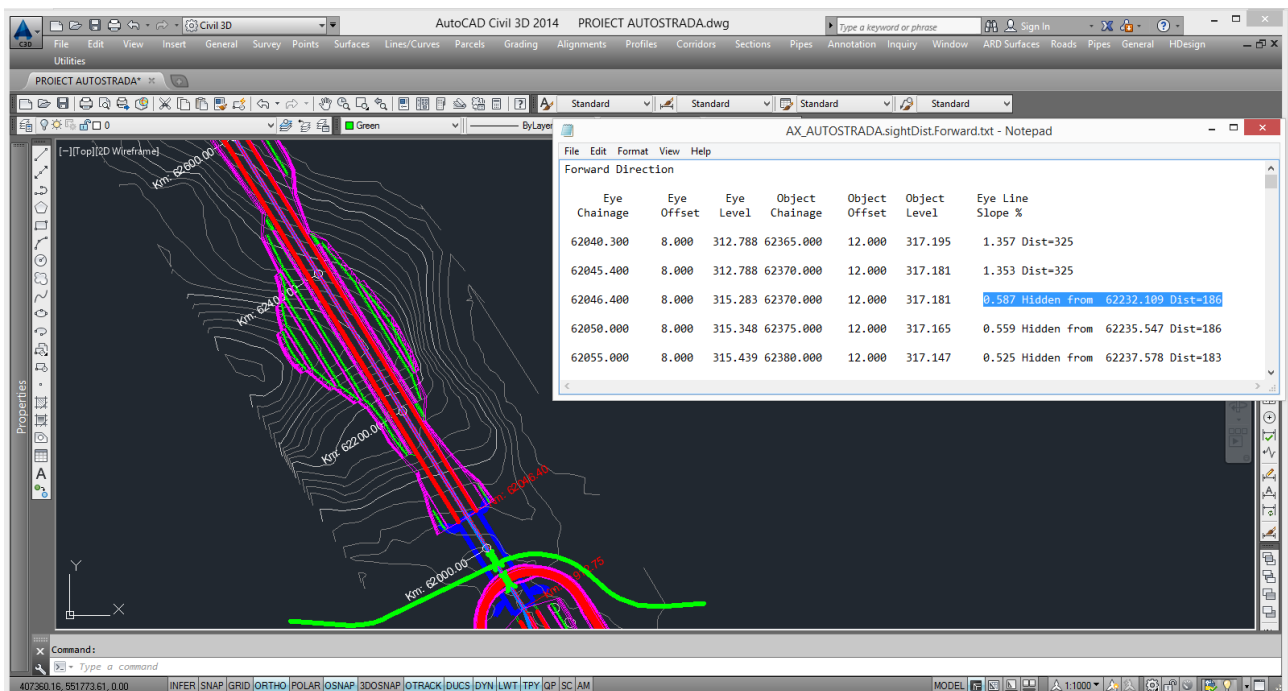 Civil 3D
AutoCAD Civil 3D 2014 PROIECT AUTOSTRADA.dwg
Type a keyword or phrase
Sign In
C3D
File Edit View Insert General Survey Points Surfaces Lines/Curves Parcels Grading Alignments Profiles Corridors Sections Pipes Annotation Inquiry Window ARD Surfaces Roads Pipes General HDesign
Utilities
PROIECT AUTOSTRADA*
Standard Standard Standard Standard
0 Green ByLayer
AX_AUTOSTRADA.sightDist.Forward.txt - Notepad
File Edit Format View Help
Forward Direction
Eye Eye Eye Object Object Object Eye Line
Chainage Offset Level Chainage Offset Level Slope %
62040.300 8.000 312.788 62365.000 12.000 317.195 1.357 Dist=325
62045.400 8.000 312.788 62370.000 12.000 317.181 1.353 Dist=325
62046.400 8.000 315.283 62370.000 12.000 317.181 0.587 Hidden from 62232.109 Dist=186
62050.000 8.000 315.348 62375.000 12.000 317.165 0.559 Hidden from 62235.547 Dist=186
62055.000 8.000 315.439 62380.000 12.000 317.147 0.525 Hidden from 62237.578 Dist=183
[-][Top][2D Wireframe]
Km: 62600.00
Km: 62200.00
Km: 62046.40
Km: 62000.00
Properties
Y
X
Command:
Type a command
407360.16, 551773.61, 0.00 INFER SNAP GRID ORTHO POLAR OSNAP 3DOSNAP OTRACK DUCS DYN LWT TPY QP SC AM MODEL 1:1000